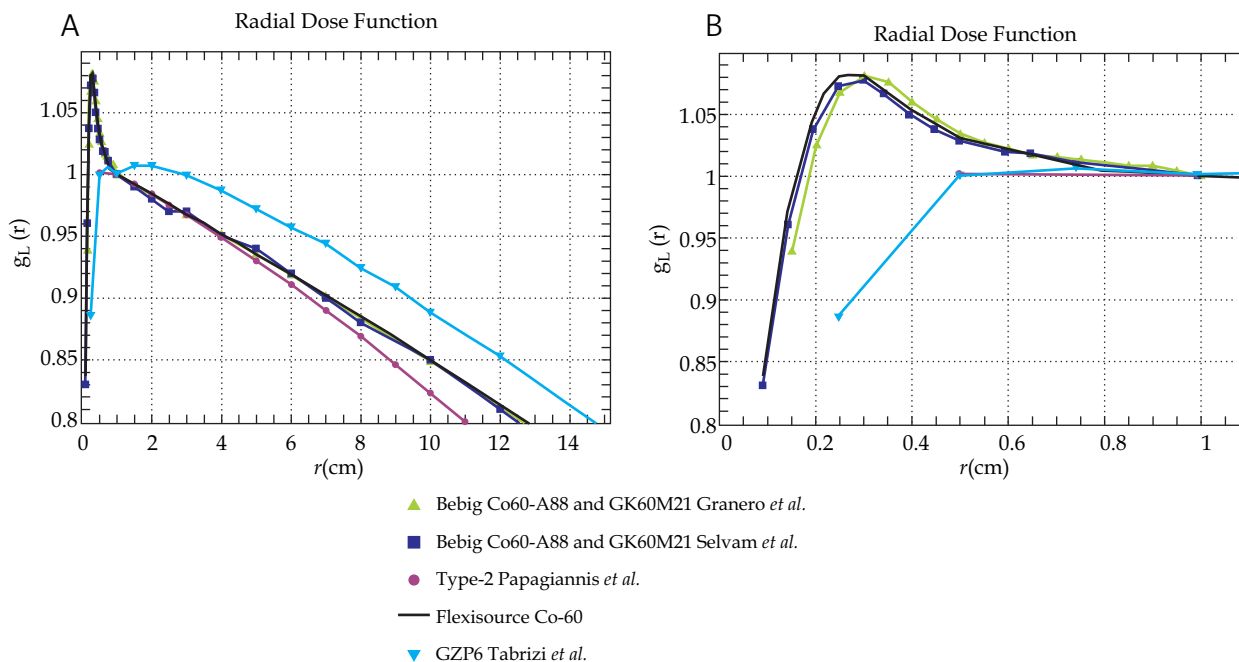 A
Radial Dose Function
1.05
1
0.95
0.9
0.85
0.8
g_L (r)
0 2 4 6 8 10 12 14
r(cm)
B
Radial Dose Function
1.05
1
0.95
0.9
0.85
0.8
g_L (r)
0 0.2 0.4 0.6 0.8 1
r(cm)
Bebig Co60-A88 and GK60M21 Granero et al.
Bebig Co60-A88 and GK60M21 Selvam et al.
Type-2 Papagiannis et al.
Flexisource Co-60
GZP6 Tabrizi et al.